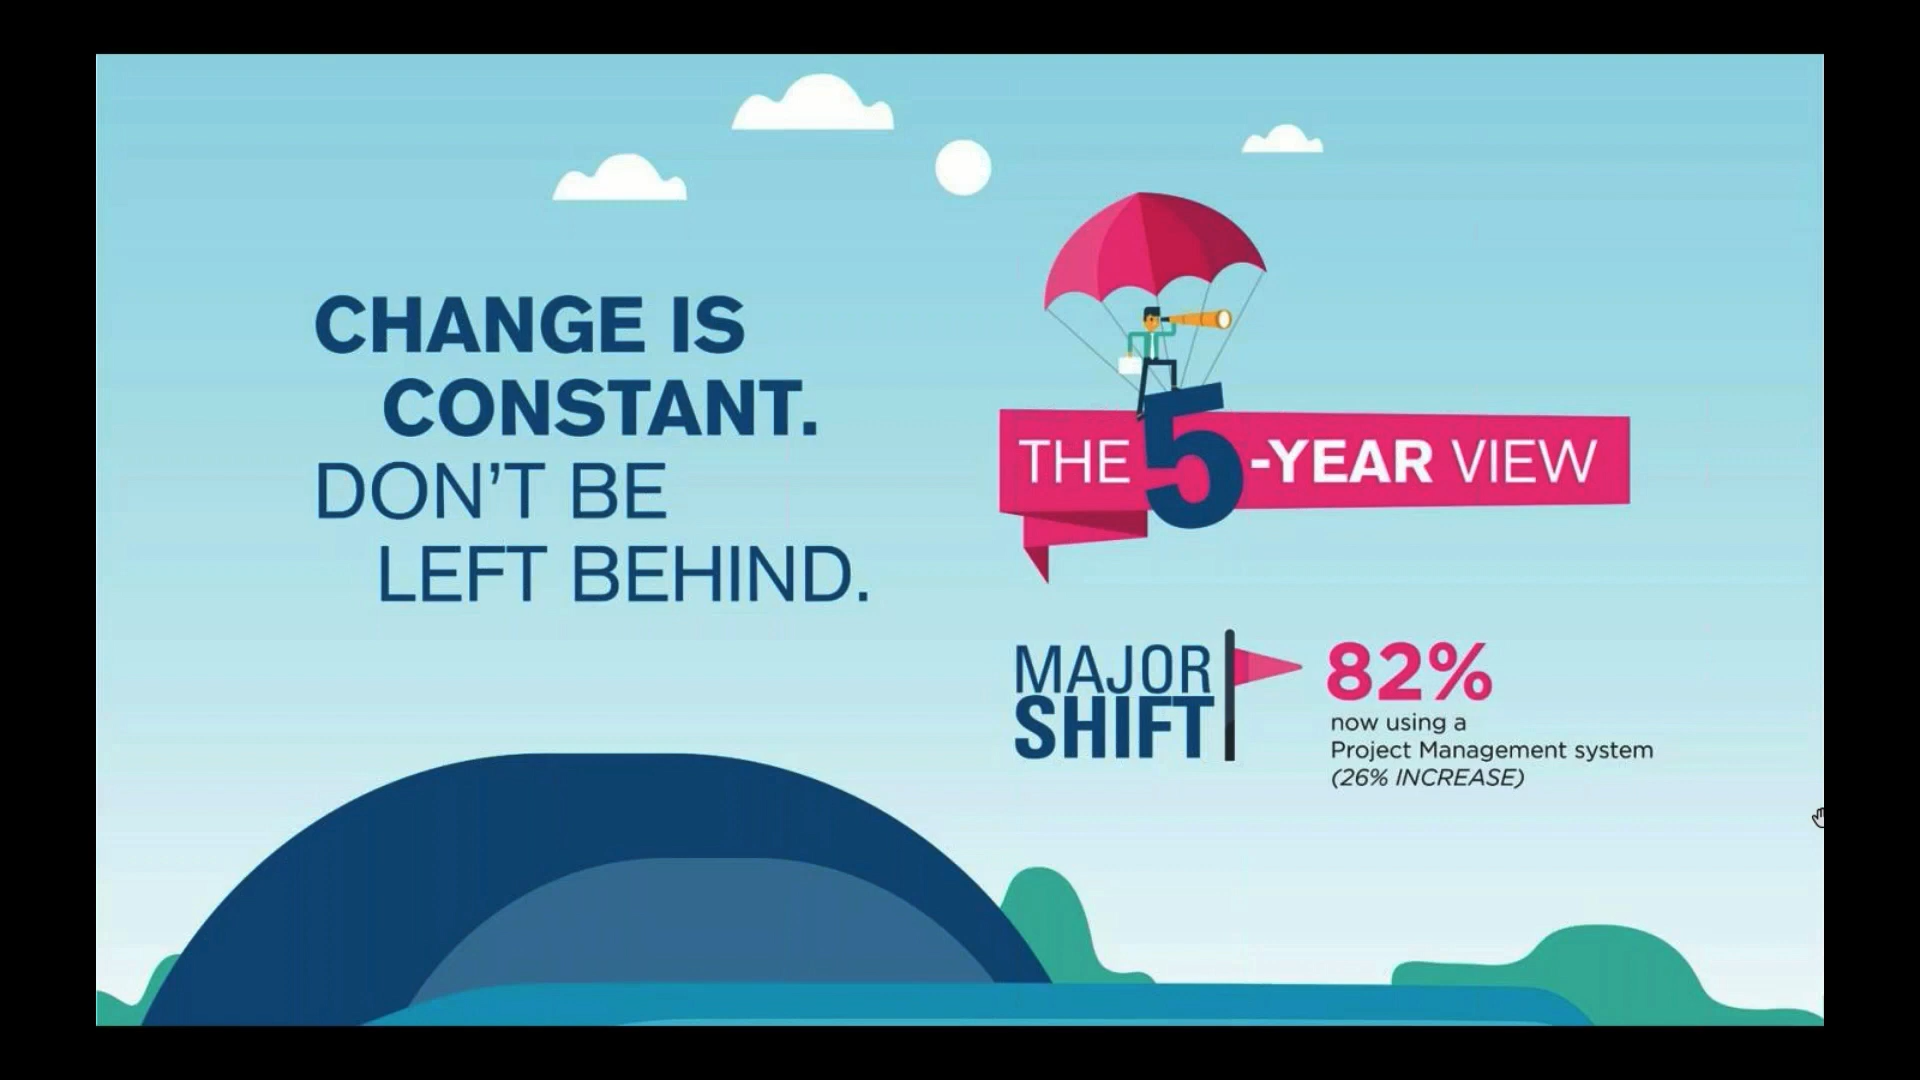 CHANGE IS
CONSTANT.
DON'T BE
LEFT BEHIND.
THE 5-YEAR VIEW
MAJOR
SHIFT
82%
now using a
Project Management system
(26% INCREASE)